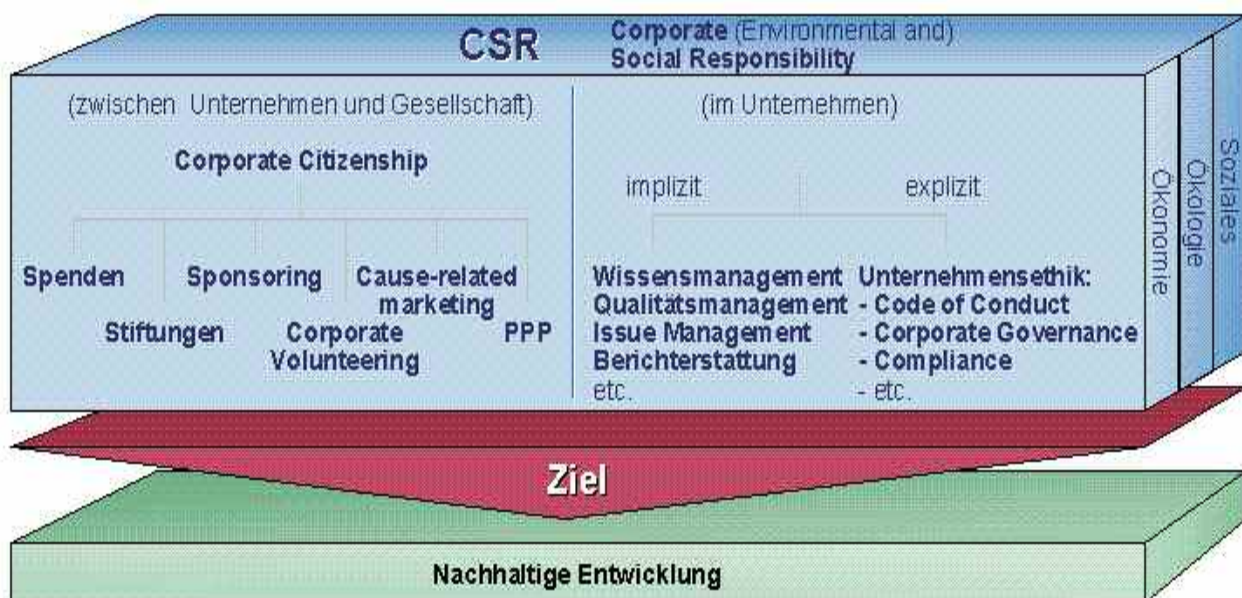 CSR
Corporate (Environmental and)
Social Responsibility
(zwischen Unternehmen und Gesellschaft)
Corporate Citizenship
Spenden
Stiftungen
Sponsoring
Corporate
Volunteering
Cause-related
marketing
PPP
(im Unternehmen)
implizit
Wissensmanagement
Qualitätsmanagement
Issue Management
Berichterstattung
etc.
explizit
Unternehmensethik:
- Code of Conduct
- Corporate Governance
- Compliance
- etc.
Ökonomie
Ökologie
Soziales
Ziel
Nachhaltige Entwicklung